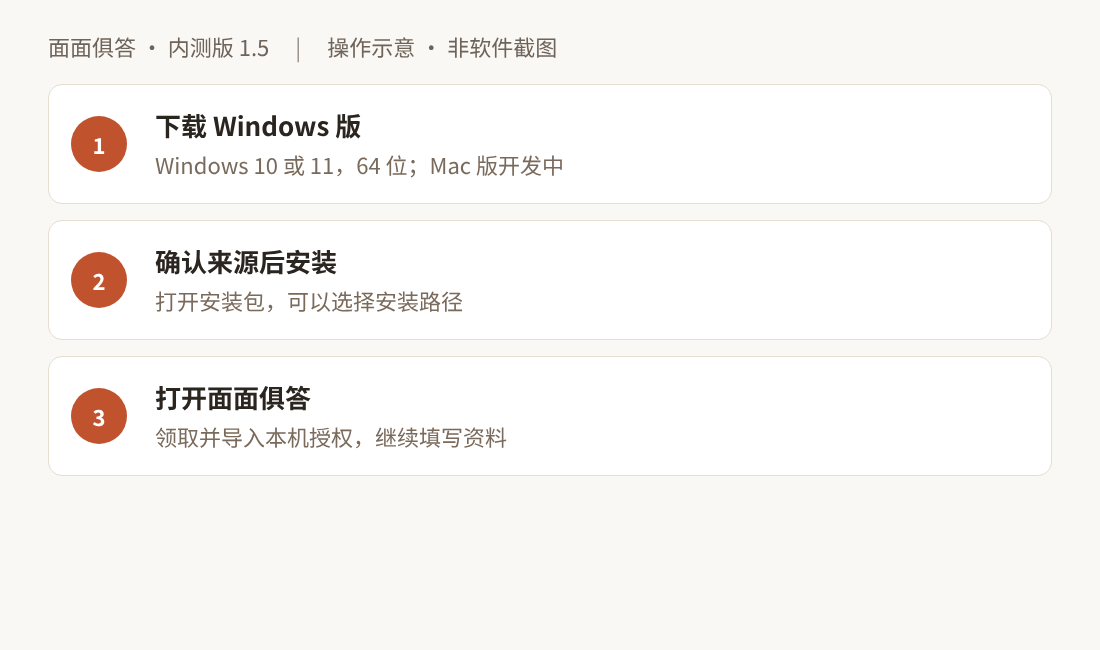 面面俱答 · 内测版 1.5 | 操作示意 · 非软件截图
1
下载 Windows 版
Windows 10 或 11，64 位；Mac 版开发中
2
确认来源后安装
打开安装包，可以选择安装路径
3
打开面面俱答
领取并导入本机授权，继续填写资料